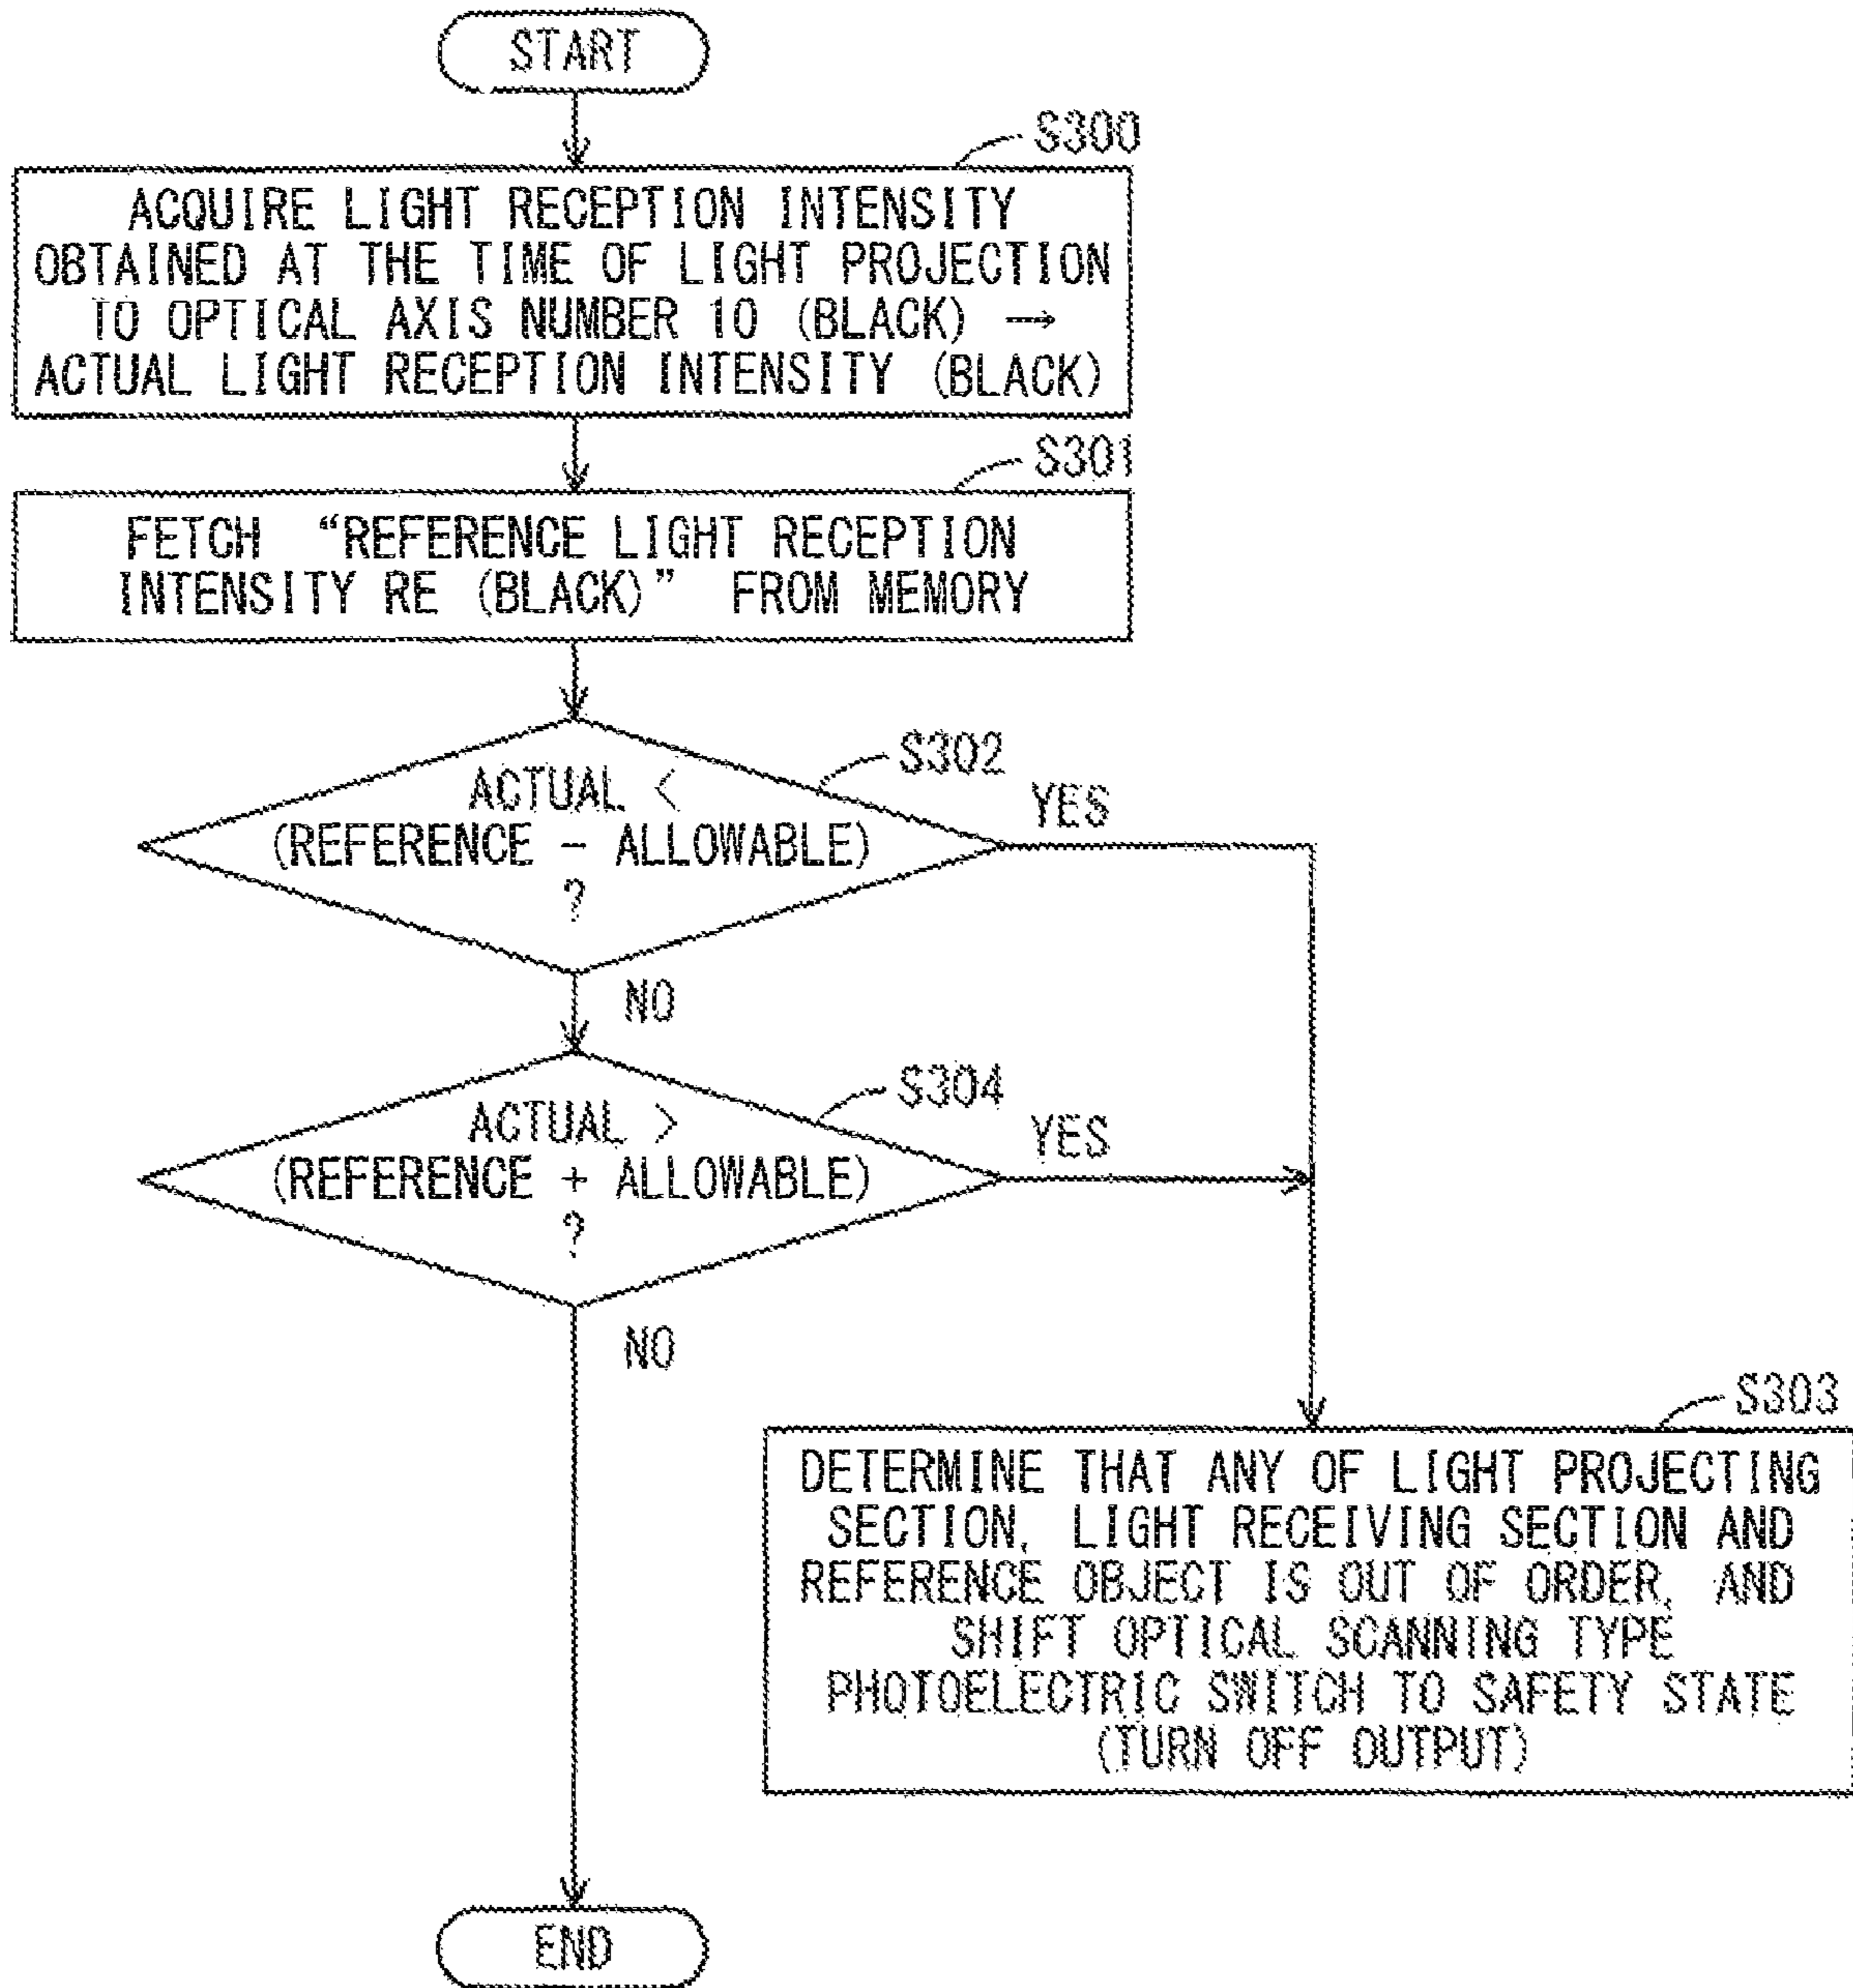 START
S300
ACQUIRE LIGHT RECEPTION INTENSITY
OBTAINED AT THE TIME OF LIGHT PROJECTION
TO OPTICAL AXIS NUMBER 10 (BLACK) →
ACTUAL LIGHT RECEPTION INTENSITY (BLACK)
S301
FETCH “REFERENCE LIGHT RECEPTION
INTENSITY RE (BLACK)” FROM MEMORY
S302
ACTUAL <
(REFERENCE - ALLOWABLE)
?
YES
NO
S304
ACTUAL >
(REFERENCE + ALLOWABLE)
?
YES
NO
S303
DETERMINE THAT ANY OF LIGHT PROJECTING
SECTION, LIGHT RECEIVING SECTION AND
REFERENCE OBJECT IS OUT OF ORDER, AND
SHIFT OPTICAL SCANNING TYPE
PHOTOELECTRIC SWITCH TO SAFETY STATE
(TURN OFF OUTPUT)
END